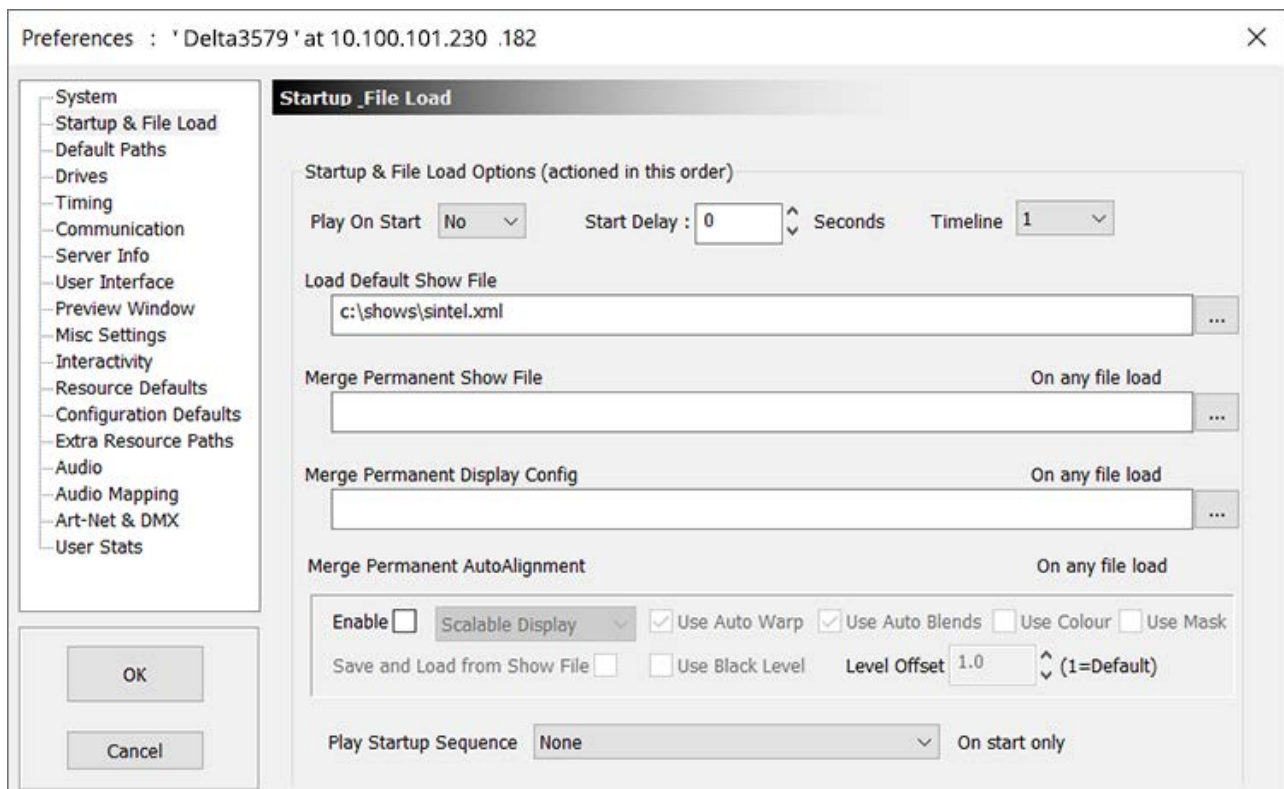 Preferences : ' Delta3579 ' at 10.100.101.230 .182
System
Startup & File Load
Default Paths
Drives
Timing
Communication
Server Info
User Interface
Preview Window
Misc Settings
Interactivity
Resource Defaults
Configuration Defaults
Extra Resource Paths
Audio
Audio Mapping
Art-Net & DMX
User Stats
OK
Cancel
Startup _File Load
Startup & File Load Options (actioned in this order)
Play On Start No Start Delay : 0 Seconds Timeline 1
Load Default Show File
c:\shows\sintel.xml ...
Merge Permanent Show File On any file load
...
Merge Permanent Display Config On any file load
...
Merge Permanent AutoAlignment On any file load
Enable Scalable Display Use Auto Warp Use Auto Blends Use Colour Use Mask
Save and Load from Show File Use Black Level Level Offset 1.0 (1=Default)
Play Startup Sequence None On start only